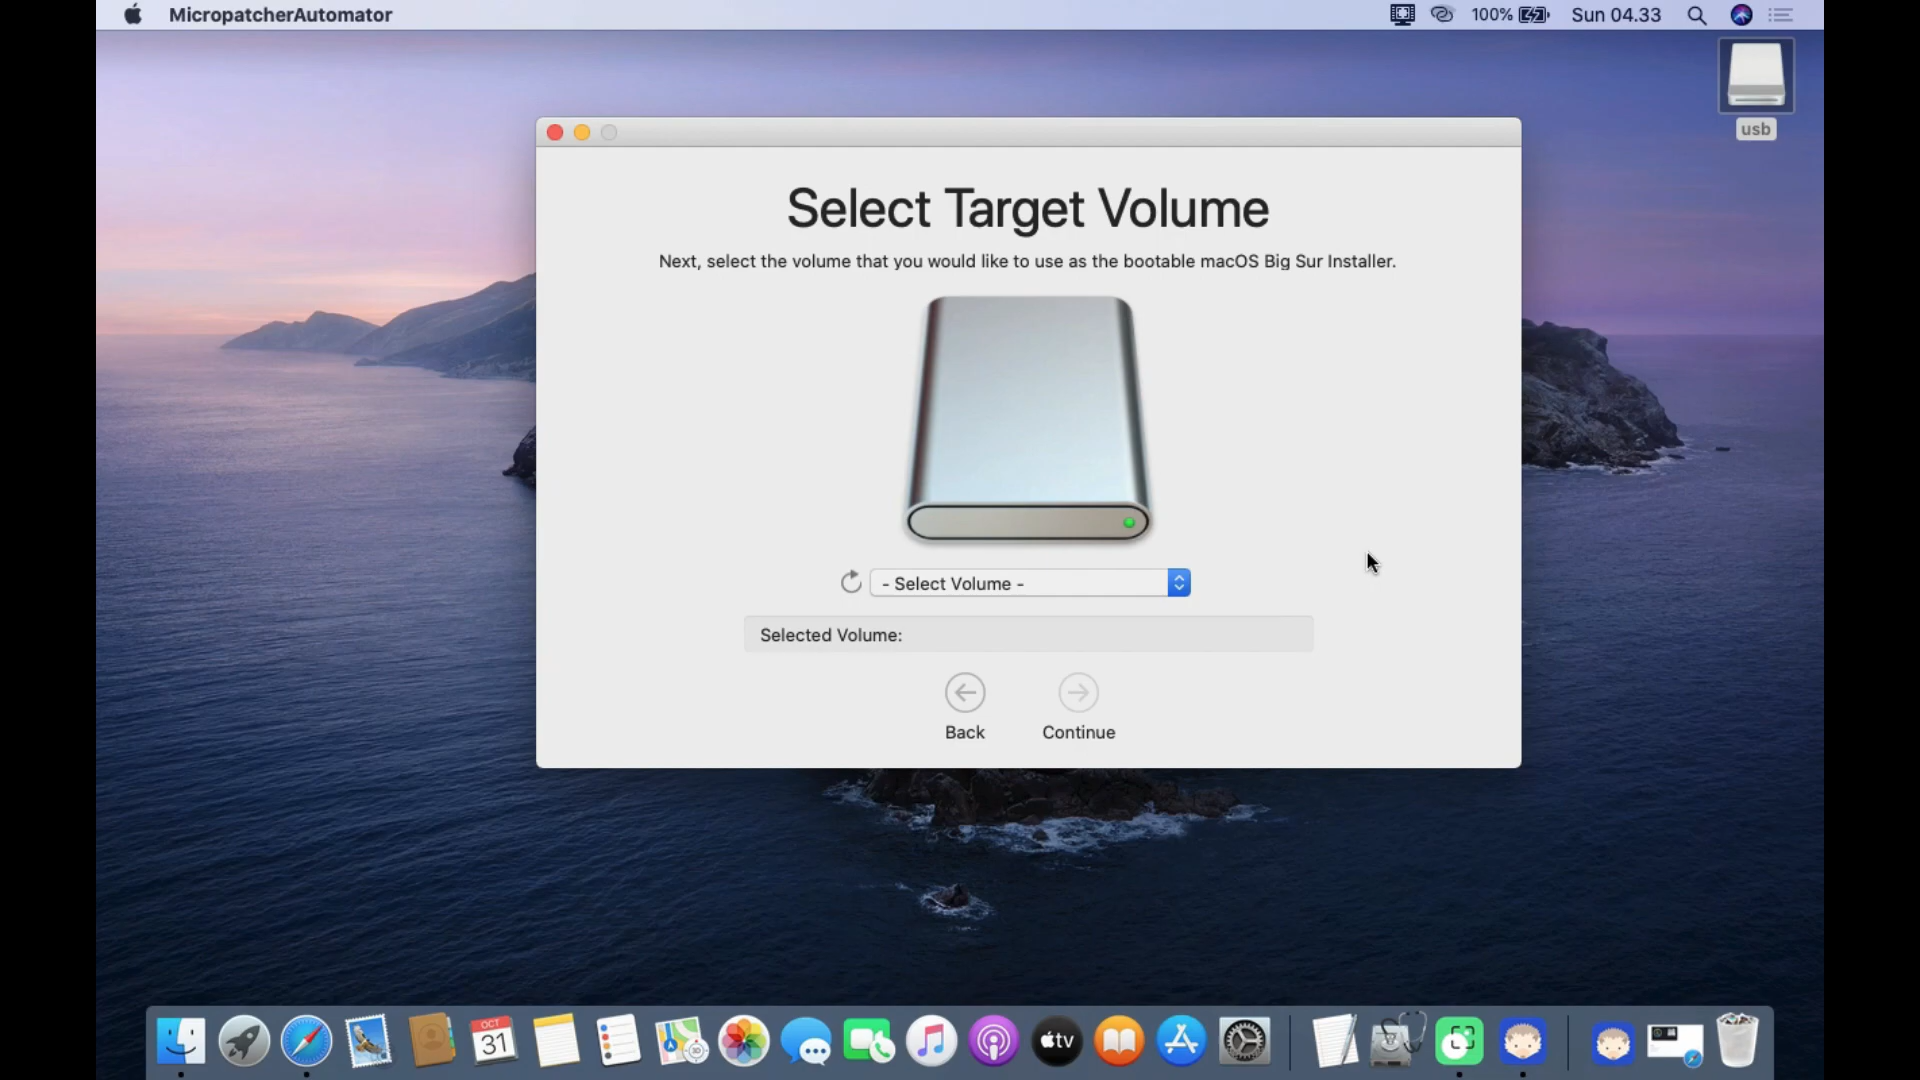 MicropatcherAutomator
100%
Sun 04.33
usb
Select Target Volume
Next, select the volume that you would like to use as the bootable macOS Big Sur Installer.
- Select Volume -
Selected Volume:
Back
Continue
OCT
31
3D
tv